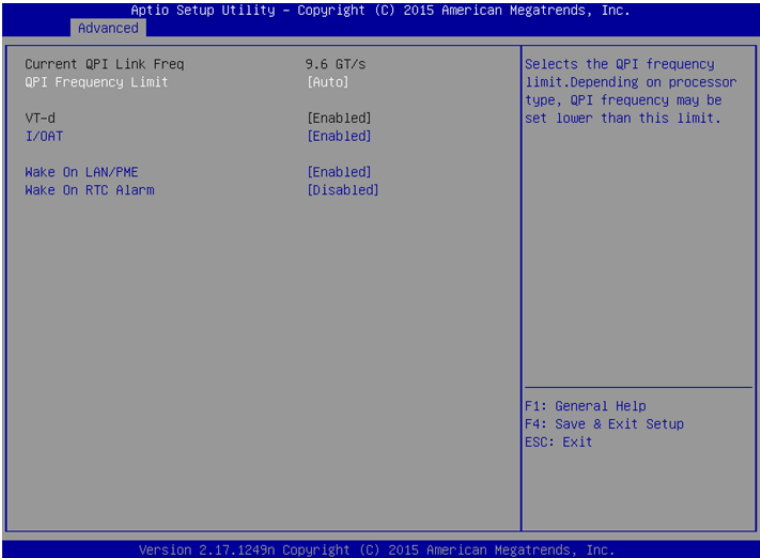 Aptio Setup Utility – Copyright (C) 2015 American Megatrends, Inc.
Advanced
Current QPI Link Freq 9.6 GT/s
QPI Frequency Limit [Auto]
VT-d [Enabled]
I/OAT [Enabled]
Wake On LAN/PME [Enabled]
Wake On RTC Alarm [Disabled]
Selects the QPI frequency
limit.Depending on processor
type, QPI frequency may be
set lower than this limit.
F1: General Help
F4: Save & Exit Setup
ESC: Exit
Version 2.17.1249n Copyright (C) 2015 American Megatrends, Inc.